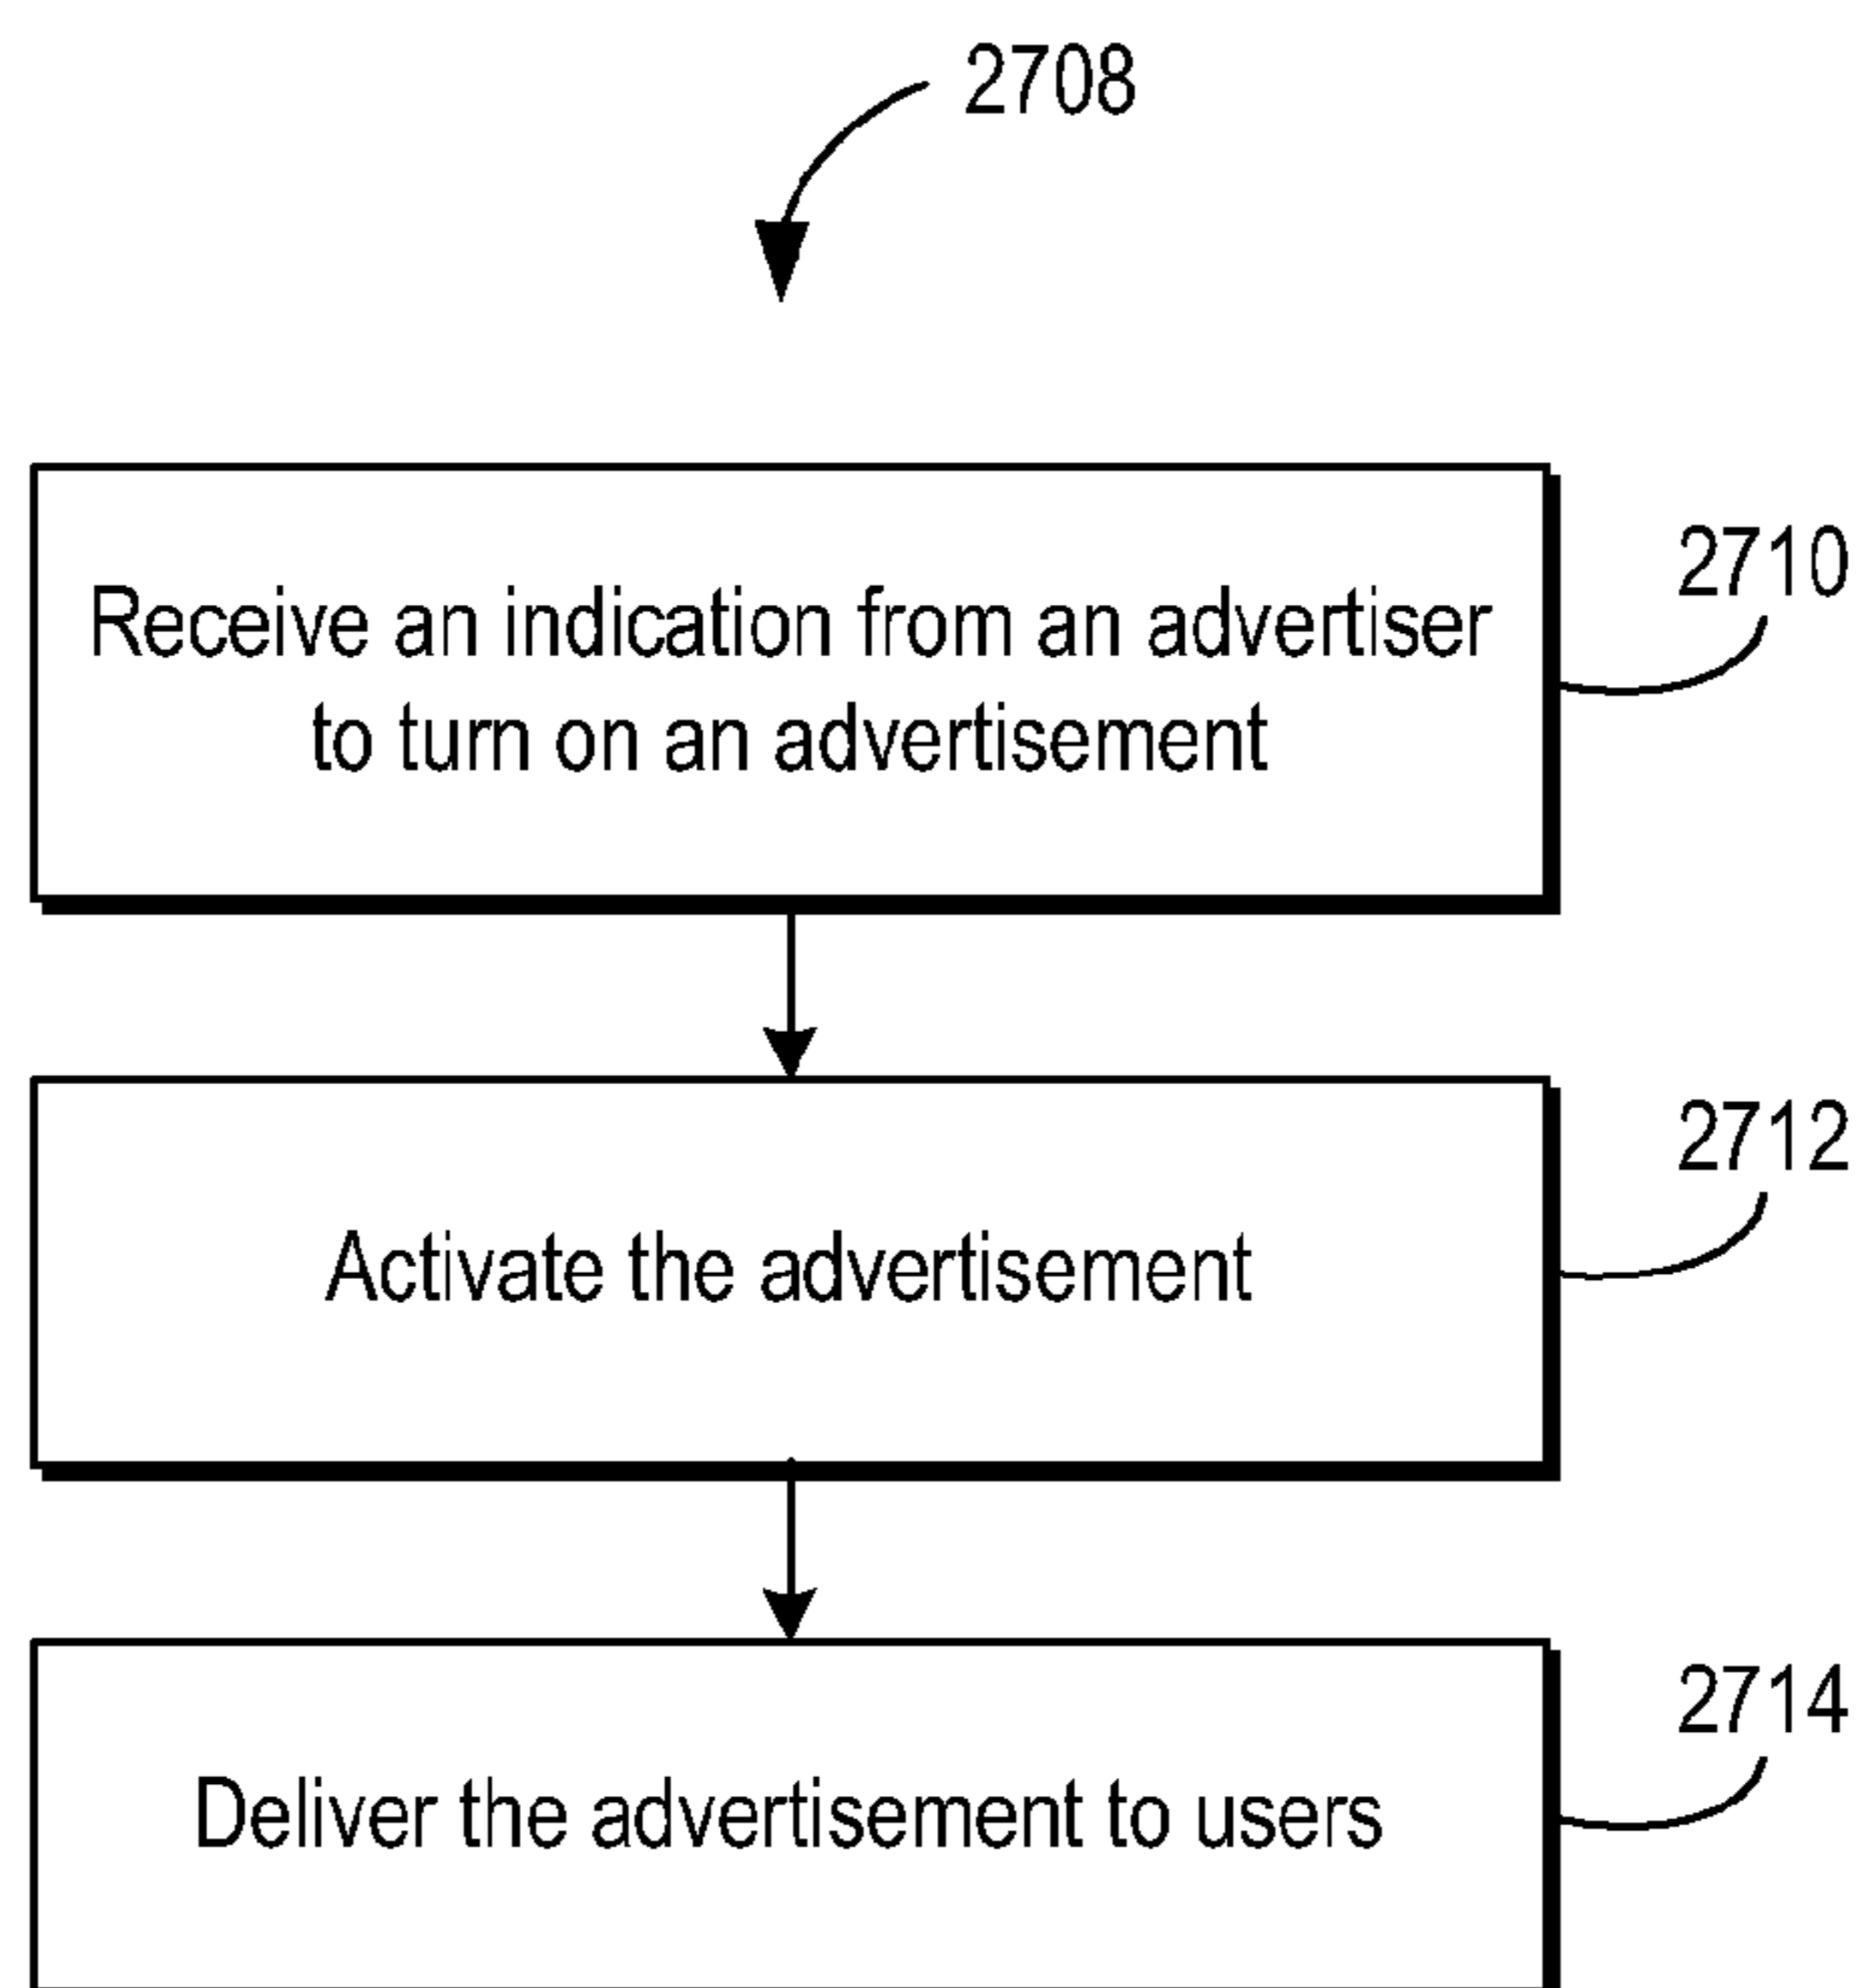 2708
2710
Receive an indication from an advertiser
to turn on an advertisement
2712
Activate the advertisement
2714
Deliver the advertisement to users